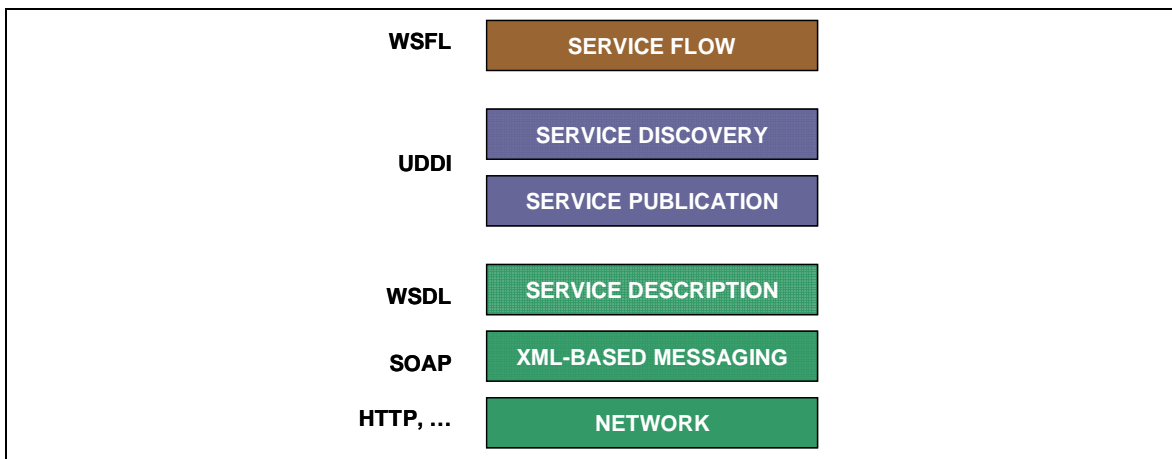 WSFL SERVICE FLOW
SERVICE DISCOVERY
UDDI
SERVICE PUBLICATION
WSDL SERVICE DESCRIPTION
SOAP XML-BASED MESSAGING
HTTP, … NETWORK